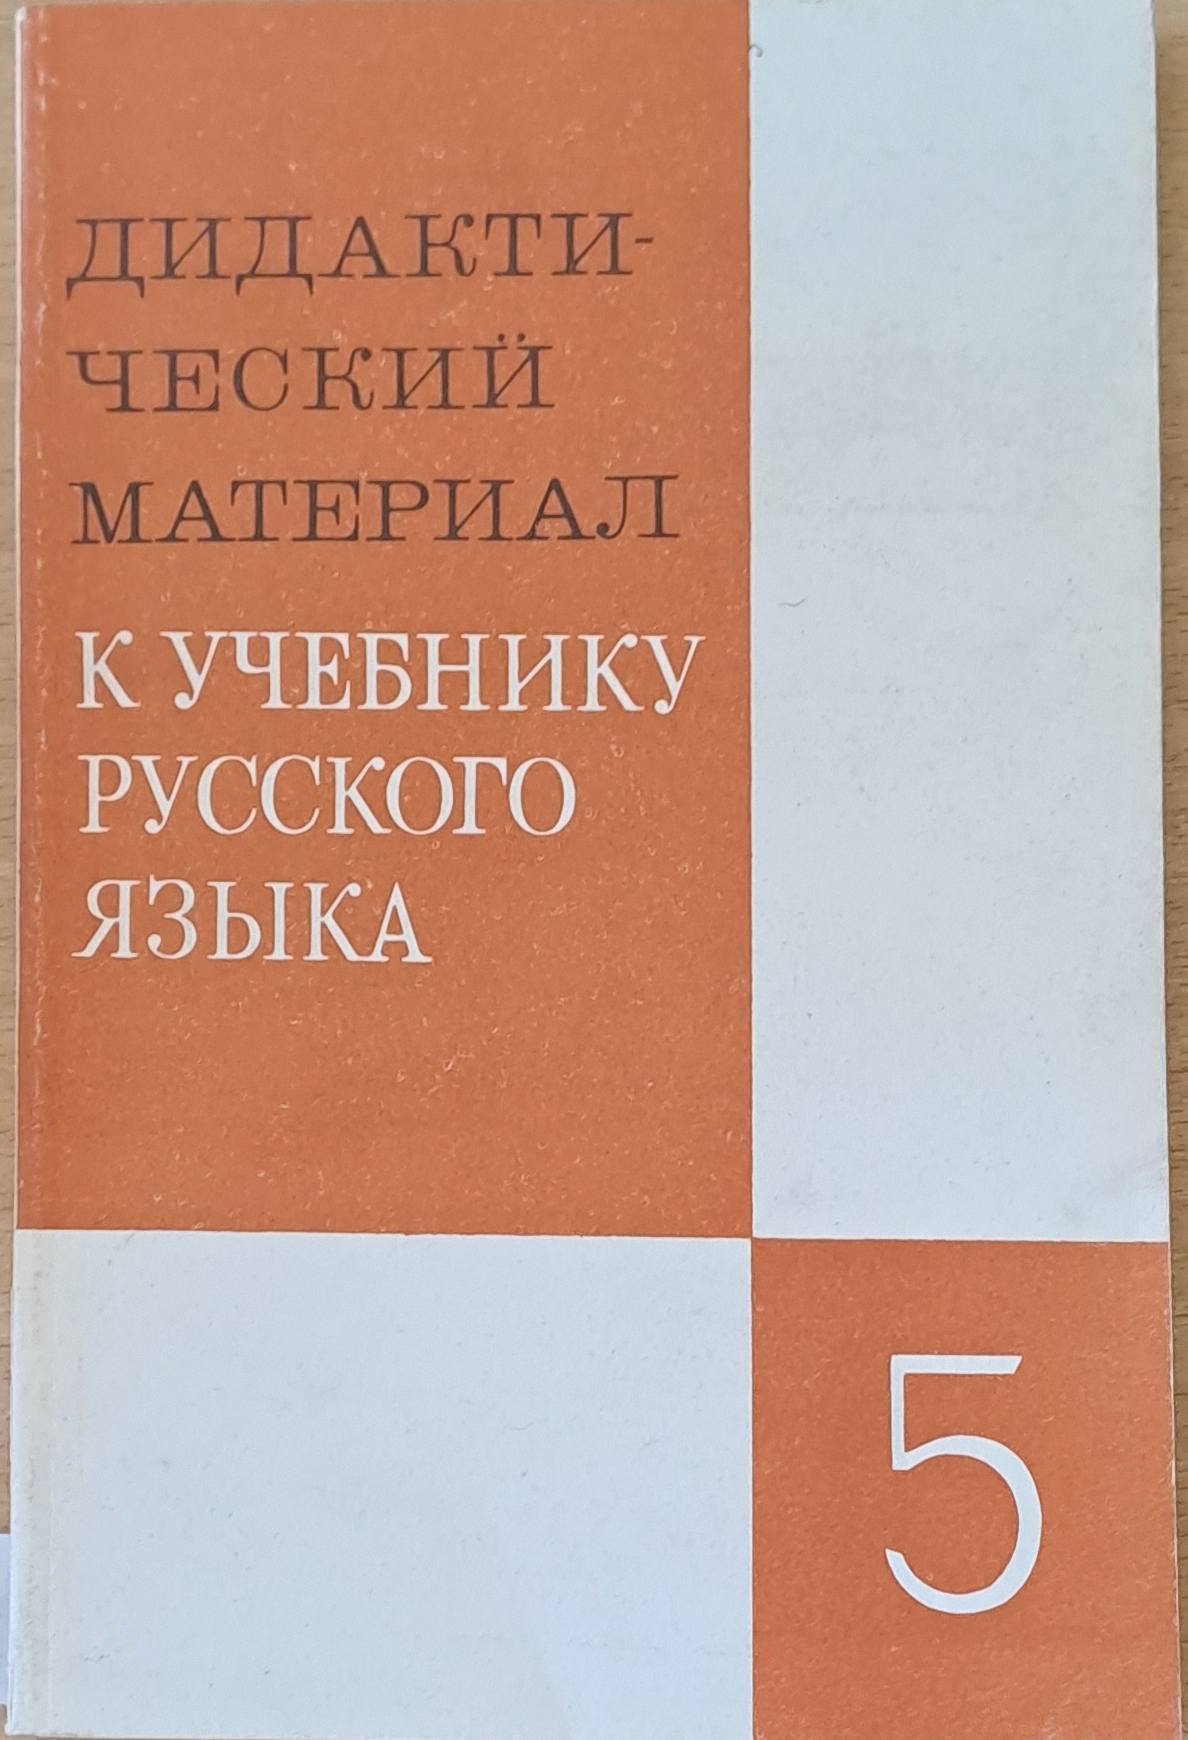 ДИДАКТИ-
ЧЕСКИЙ
МАТЕРИАЛ
К УЧЕБНИКУ
РУССКОГО
ЯЗЫКА
5